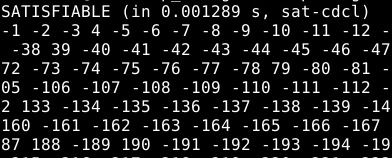 SATISFIABLE (in 0.001289 s, sat-cdcl)
-1 -2 -3 4 -5 -6 -7 -8 -9 -10 -11 -12 -
-38 39 -40 -41 -42 -43 -44 -45 -46 -47
72 -73 -74 -75 -76 -77 -78 79 -80 -81 -
05 -106 -107 -108 -109 -110 -111 -112 -
2 133 -134 -135 -136 -137 -138 -139 -14
160 -161 -162 -163 -164 -165 -166 -167
87 188 -189 190 -191 -192 -193 -194 -19